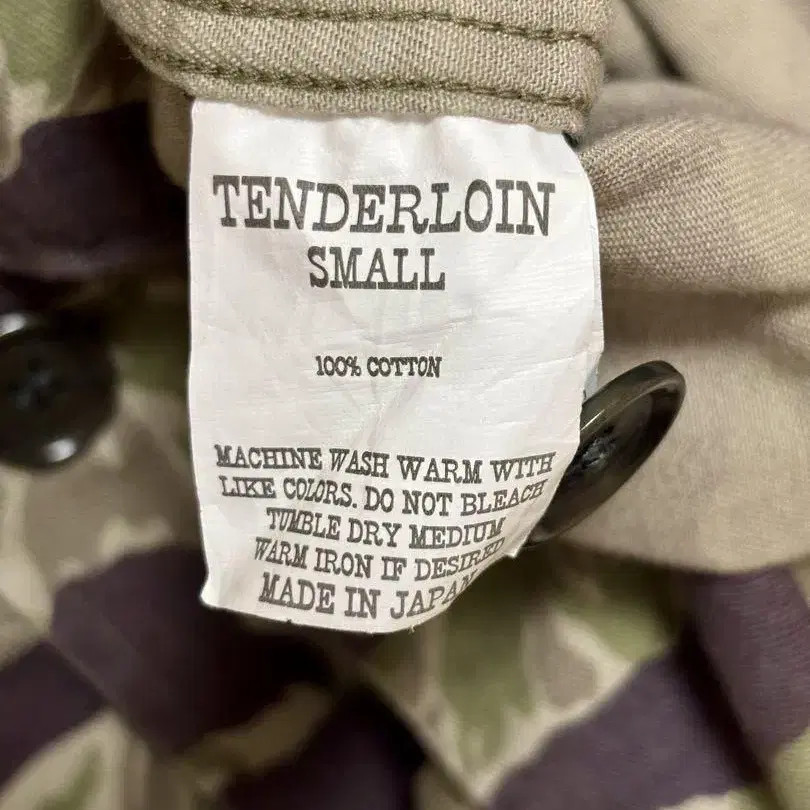 TENDERLOIN
SMALL
100% COTTON
MACHINE WASH WARM WITH
LIKE COLORS. DO NOT BLEACH
TUMBLE DRY MEDIUM
WARM IRON IF DESIRED
MADE IN JAPAN